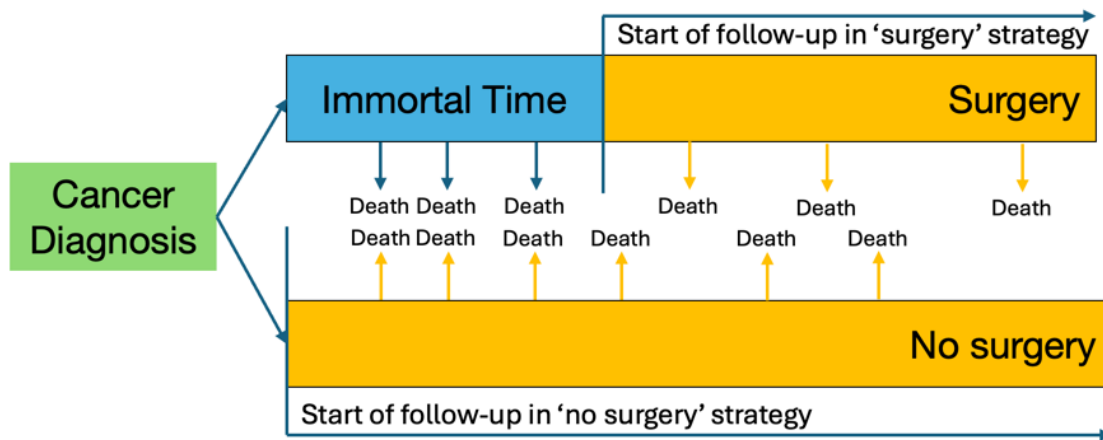 Start of follow-up in ‘surgery’ strategy
Immortal Time
Surgery
Cancer
Diagnosis
Death Death Death Death Death Death
Death Death Death Death Death Death
No surgery
Start of follow-up in ‘no surgery’ strategy